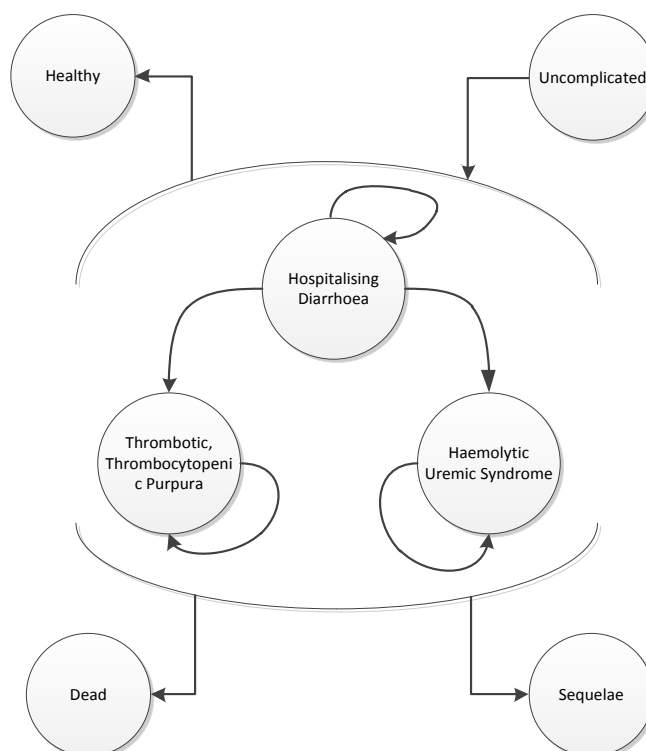 Healthy
Uncomplicated
Hospitalising
Diarrhoea
Thrombotic,
Thrombocytopeni
c Purpura
Haemolytic
Uremic Syndrome
Dead
Sequelae